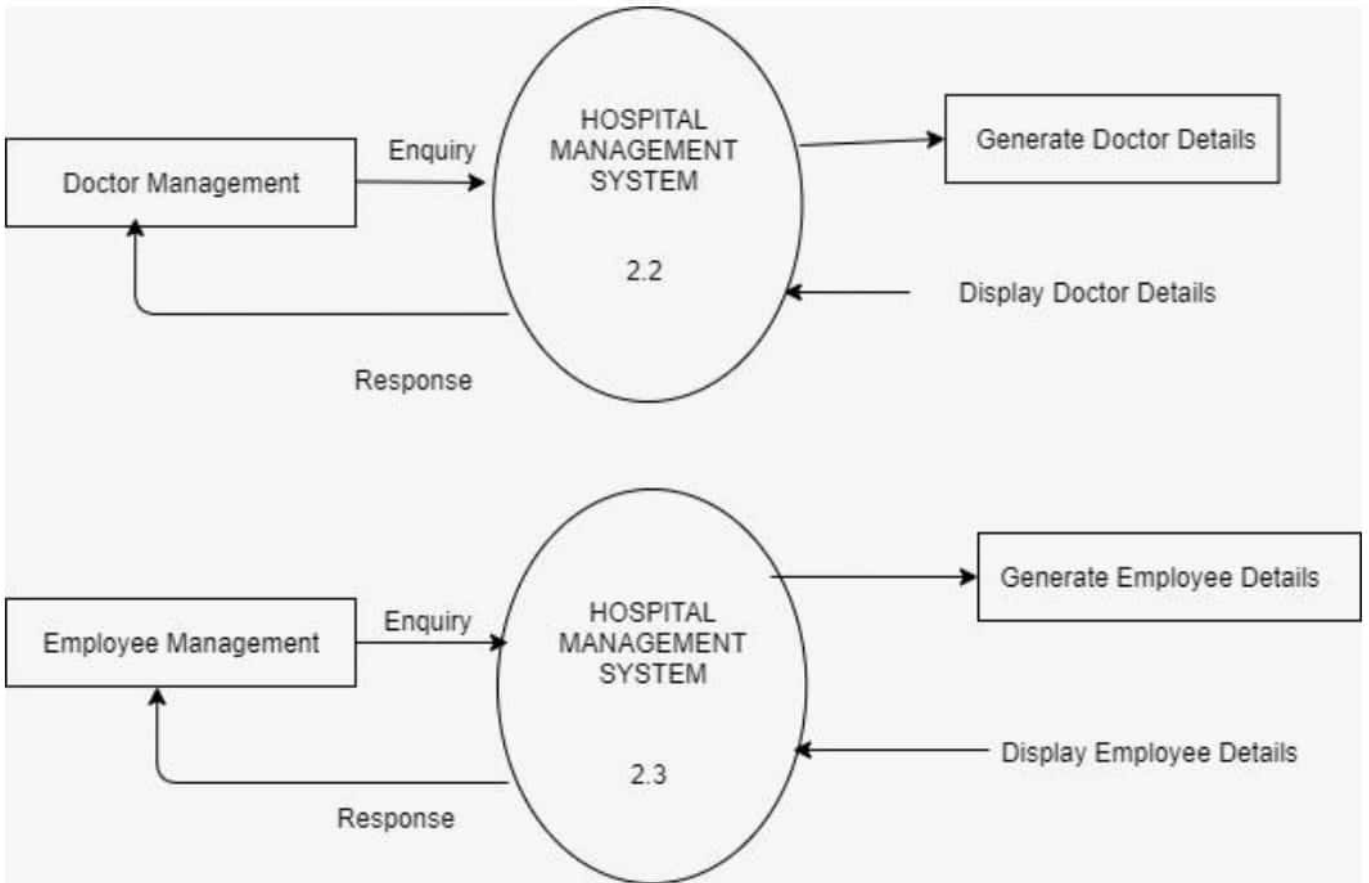 HOSPITAL
MANAGEMENT
SYSTEM
2.2
Doctor Management
Enquiry
Generate Doctor Details
Display Doctor Details
Response
HOSPITAL
MANAGEMENT
SYSTEM
2.3
Employee Management
Enquiry
Generate Employee Details
Display Employee Details
Response